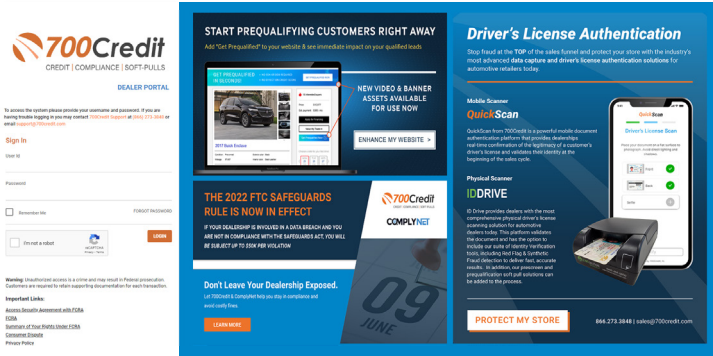 700Credit
CREDIT | COMPLIANCE | SOFT-PULLS
DEALER PORTAL
To access the system please provide your username and password. If you are
having trouble logging in you may contact 700Credit Support at (866) 273-3848 or
email support@700credit.com
Sign In
User Id
Password
Remember Me
FORGOT PASSWORD
I'm not a robot
reCAPTCHA
Privacy - Terms
LOGIN
Warning: Unauthorized access is a crime and may result in Federal prosecution.
Customers are required to retain supporting documentation for each transaction.
Important Links:
Access Security Agreement with FCRA
FCRA
Summary of Your Rights Under FCRA
Consumer Dispute
Privacy Policy
START PREQUALIFYING CUSTOMERS RIGHT AWAY
Add "Get Prequalified" to your website & see immediate impact on your qualified leads
GET PREQUALIFIED
IN SECONDS!
2017 Buick Enclave
NEW VIDEO & BANNER
ASSETS AVAILABLE
FOR USE NOW
ENHANCE MY WEBSITE >
THE 2022 FTC SAFEGUARDS
RULE IS NOW IN EFFECT
IF YOUR DEALERSHIP IS INVOLVED IN A DATA BREACH AND YOU
ARE NOT IN COMPLIANCE WITH THE SAFEGUARDS ACT, YOU WILL
BE SUBJECT UP TO $50K PER VIOLATION
700Credit
COMPLYNET
Don't Leave Your Dealership Exposed.
Let 700Credit & ComplyNet help you stay in compliance and
avoid costly fines.
LEARN MORE
09
JUNE
Driver's License Authentication
Stop fraud at the TOP of the sales funnel and protect your store with the industry's
most advanced data capture and driver's license authentication solutions for
automotive retailers today.
Mobile Scanner
QuickScan
QuickScan from 700Credit is a powerful mobile document
authentication platform that provides dealerships
real-time confirmation of the legitimacy of a customer's
driver's license and validates their identity at the
beginning of the sales cycle.
Physical Scanner
IDDRIVE
ID Drive provides dealers with the most
comprehensive physical driver's license
scanning solution for automotive
dealers today. This platform validates
the document and has the option to
include our suite of Identity Verification
tools, including Red Flag & Synthetic
Fraud detection to deliver fast, accurate
results. In addition, our prescreen and
prequalification soft pull solutions can
be added to the process.
QuickScan
Driver's License Scan
Front
Back
Selfie
PROTECT MY STORE
866.273.3848 | sales@700credit.com